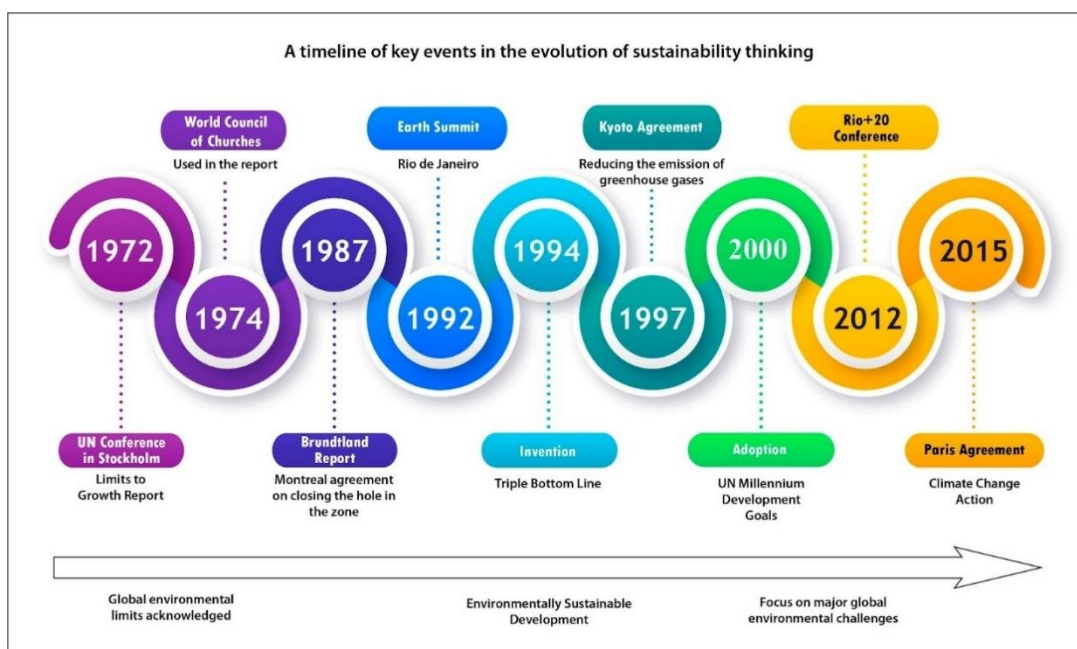 A timeline of key events in the evolution of sustainability thinking
World Council
of Churches
Used in the report
Earth Summit
Rio de Janeiro
Kyoto Agreement
Reducing the emission of
greenhouse gases
Rio+20
Conference
1972
1974
1987
1992
1994
1997
2000
2012
2015
UN Conference
in Stockholm
Limits to
Growth Report
Brundtland
Report
Montreal agreement
on closing the hole in
the zone
Invention
Triple Bottom Line
Adoption
UN Millennium
Development
Goals
Paris Agreement
Climate Change
Action
Global environmental
limits acknowledged
Environmentally Sustainable
Development
Focus on major global
environmental challenges